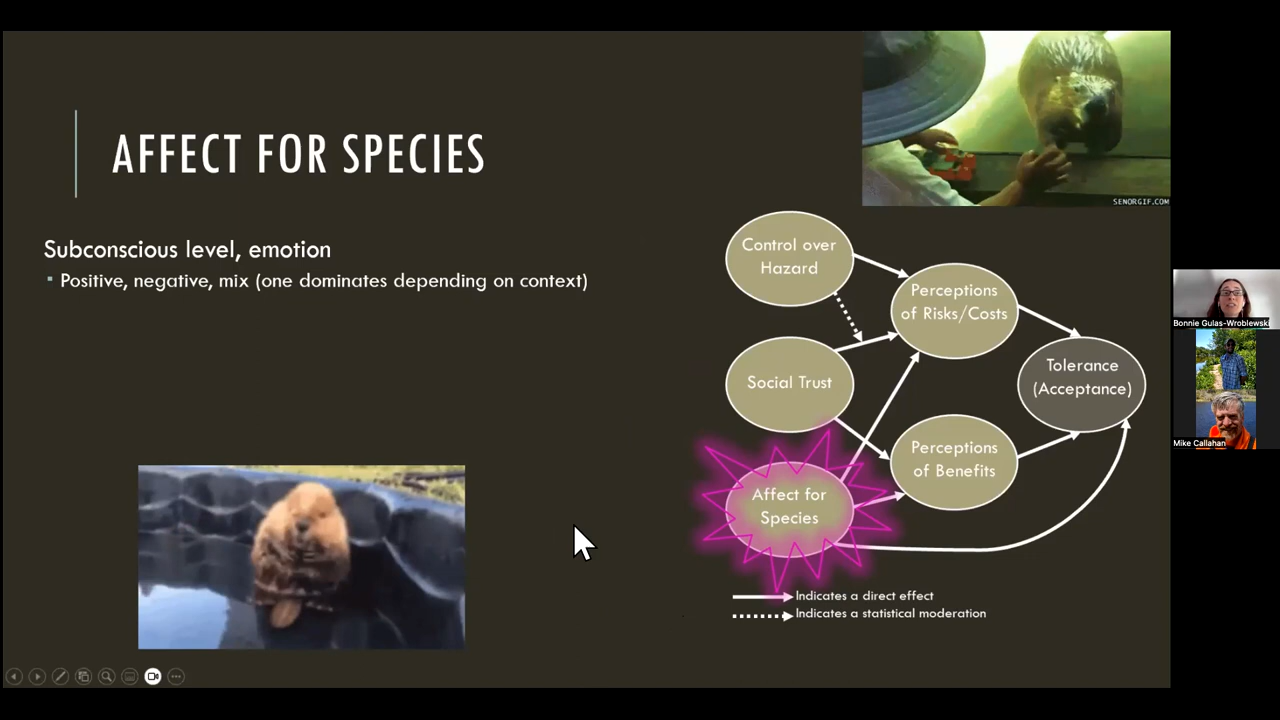 AFFECT FOR SPECIES
Subconscious level, emotion
▪ Positive, negative, mix (one dominates depending on context)
SENORGIF.COM
Control over
Hazard
Perceptions
of Risks/Costs
Social Trust
Tolerance
(Acceptance)
Perceptions
of Benefits
Affect for
Species
Indicates a direct effect
Indicates a statistical moderation
Bonnie Gulas-Wroblewski
Mike Callahan